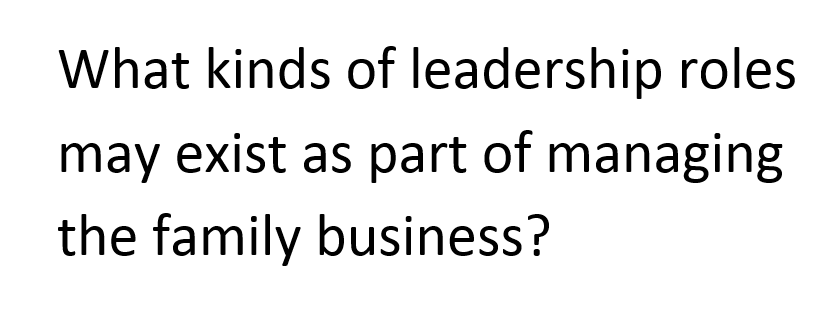 What kinds of leadership roles
may exist as part of managing
the family business?